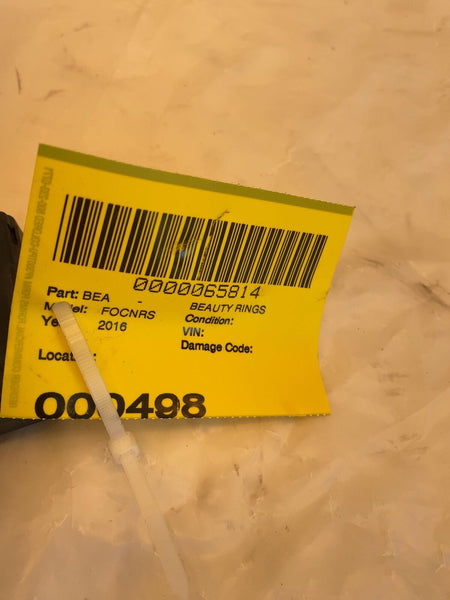 0000065814
Part: BEA - BEAUTY RINGS
Model: FOCNRS Condition:
Year 2016 VIN:
Damage Code:
Location:
000498